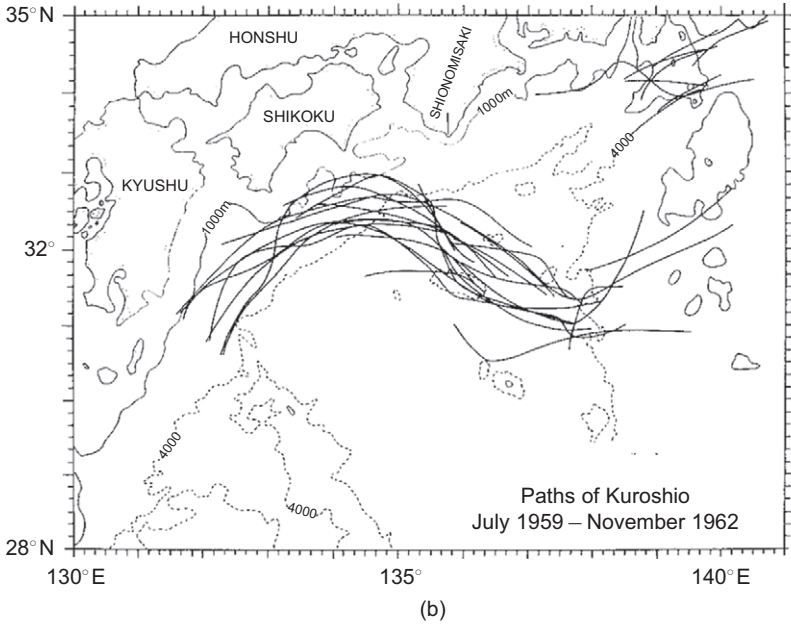 35°N
HONSHU
SHIONOMISAKI
1000m
SHIKOKU
4000
KYUSHU
1000m
32°
4000
4000
Paths of Kuroshio
July 1959 – November 1962
28°N
130°E
135°
140°E
(b)